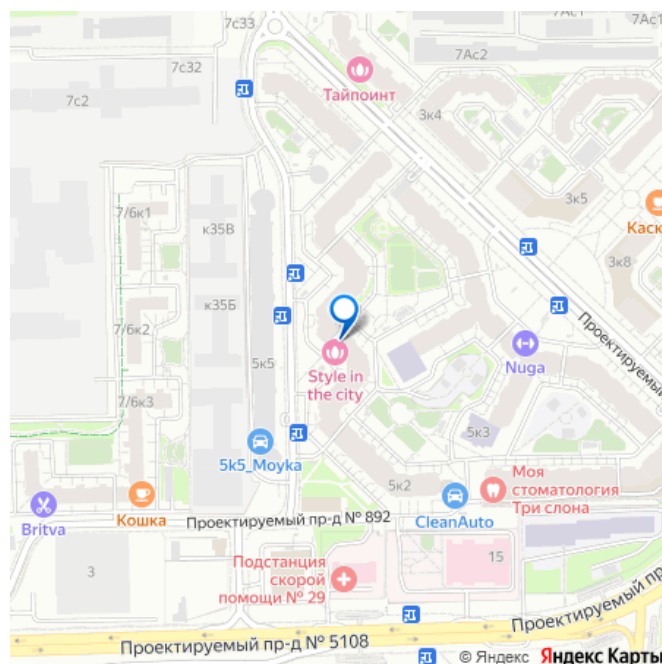 7с33
7Ас1
7Ас2
7с32
Тайпоинт
7с2
3к4
3к5
7/6к1
к35В
Каск
3к8
к35Б
7/6к2
Проектируемый
5к5
Style in
the city
Nuga
7/6к3
5к3
5k5_Moyka
5к2
Моя
стоматология
Три слона
CleanAuto
Britva
Кошка
Проектируемый пр-д № 892
Подстанция
скорой
помощи № 29
15
3
Проектируемый пр
Проектируемый пр-д № 5108
© Яндекс Яндекс Карты